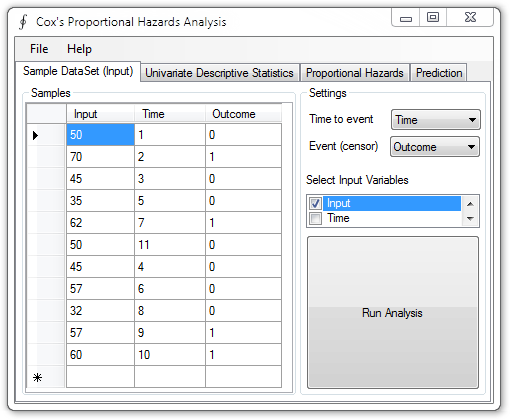 Cox's Proportional Hazards Analysis
File Help
Sample DataSet (Input) Univariate Descriptive Statistics Proportional Hazards Prediction
Samples
Input Time Outcome
50 1 0
70 2 1
45 3 0
35 5 0
62 7 1
50 11 0
45 4 0
57 6 0
32 8 0
57 9 1
60 10 1
Settings
Time to event Time
Event (censor) Outcome
Select Input Variables
Input
Time
Run Analysis